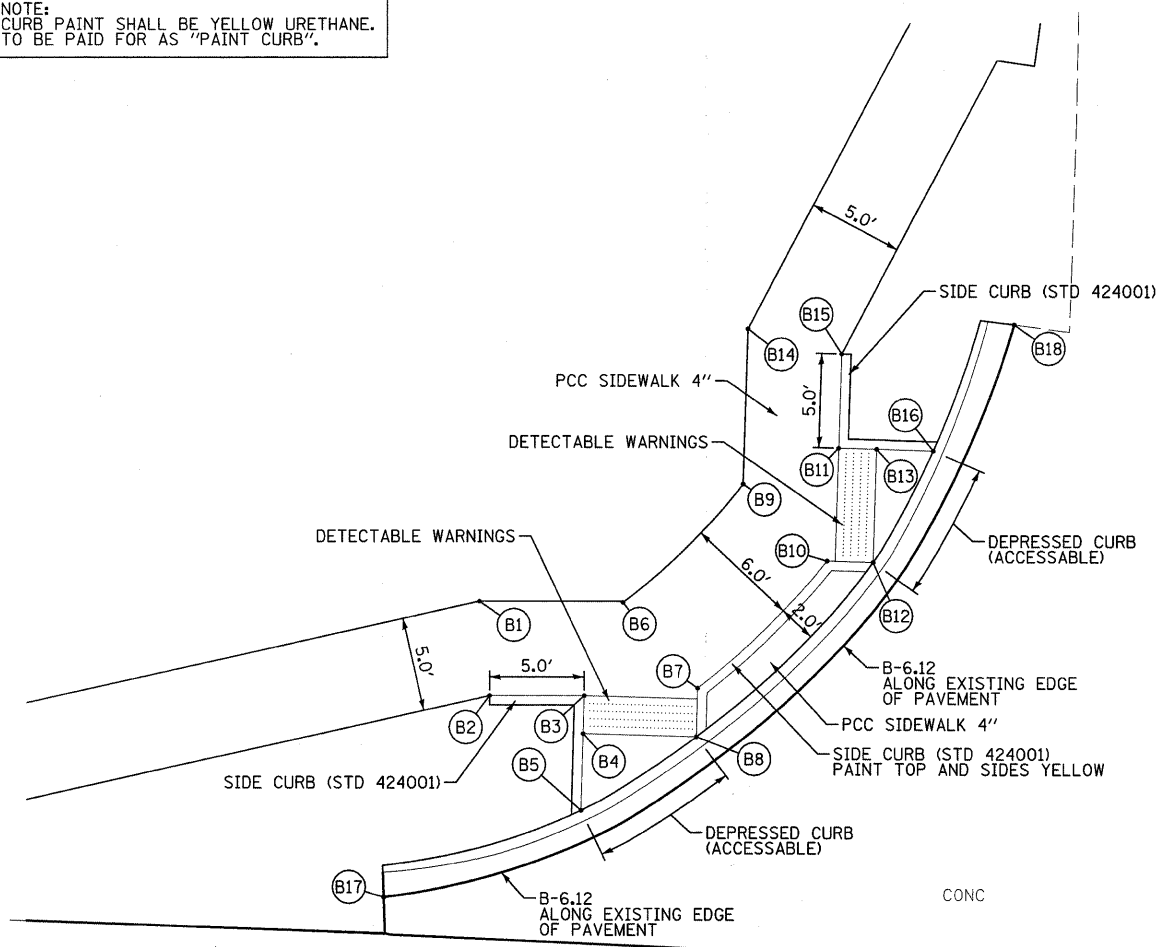 NOTE:
CURB PAINT SHALL BE YELLOW URETHANE.
TO BE PAID FOR AS "PAINT CURB".
5.0'
SIDE CURB (STD 424001)
B15
B14
B18
PCC SIDEWALK 4"
5.0'
B16
DETECTABLE WARNINGS
B11
B13
B9
DETECTABLE WARNINGS
DEPRESSED CURB
(ACCESSABLE)
B10
6.0'
2.0'
B12
B1
B6
5.0'
5.0'
B7
B-6.12
ALONG EXISTING EDGE
OF PAVEMENT
B2
B3
PCC SIDEWALK 4"
B4
B8
SIDE CURB (STD 424001)
PAINT TOP AND SIDES YELLOW
B5
SIDE CURB (STD 424001)
DEPRESSED CURB
(ACCESSABLE)
B17
B-6.12
ALONG EXISTING EDGE
OF PAVEMENT
CONC